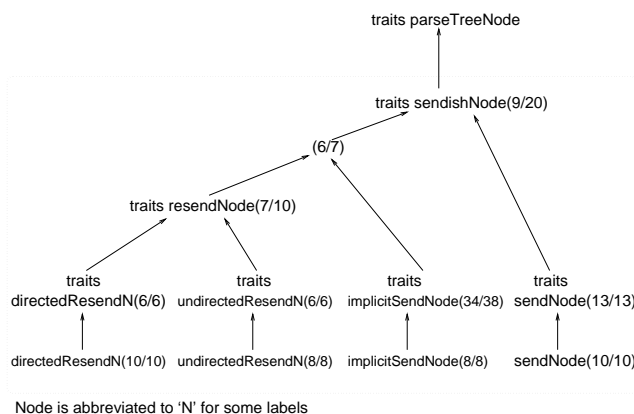 traits parseTreeNode
traits sendishNode(9/20)
(6/7)
traits resendNode(7/10)
traits
directedResendN(6/6)
traits
undirectedResendN(6/6)
traits
implicitSendNode(34/38)
traits
sendNode(13/13)
directedResendN(10/10)
undirectedResendN(8/8)
implicitSendNode(8/8)
sendNode(10/10)
Node is abbreviated to ‘N’ for some labels